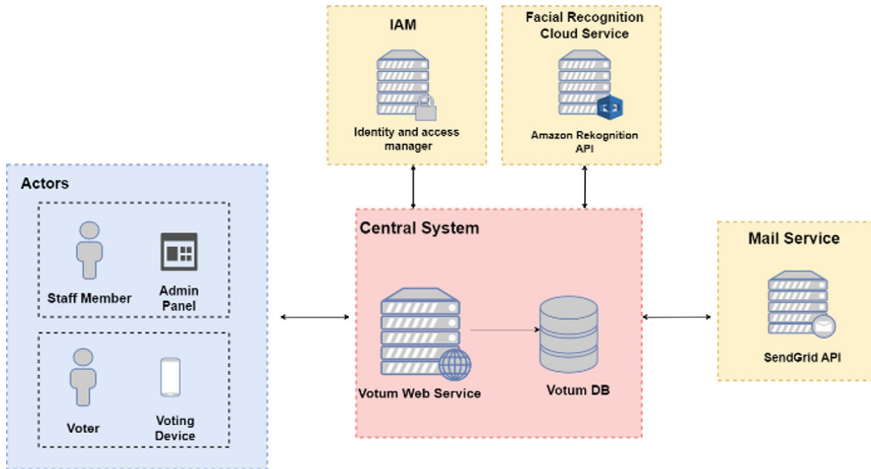 IAM
Identity and access
manager
Facial Recognition
Cloud Service
Amazon Rekognition
API
Actors
Staff Member
Admin
Panel
Voter
Voting
Device
Central System
Votum Web Service
Votum DB
Mail Service
SendGrid API